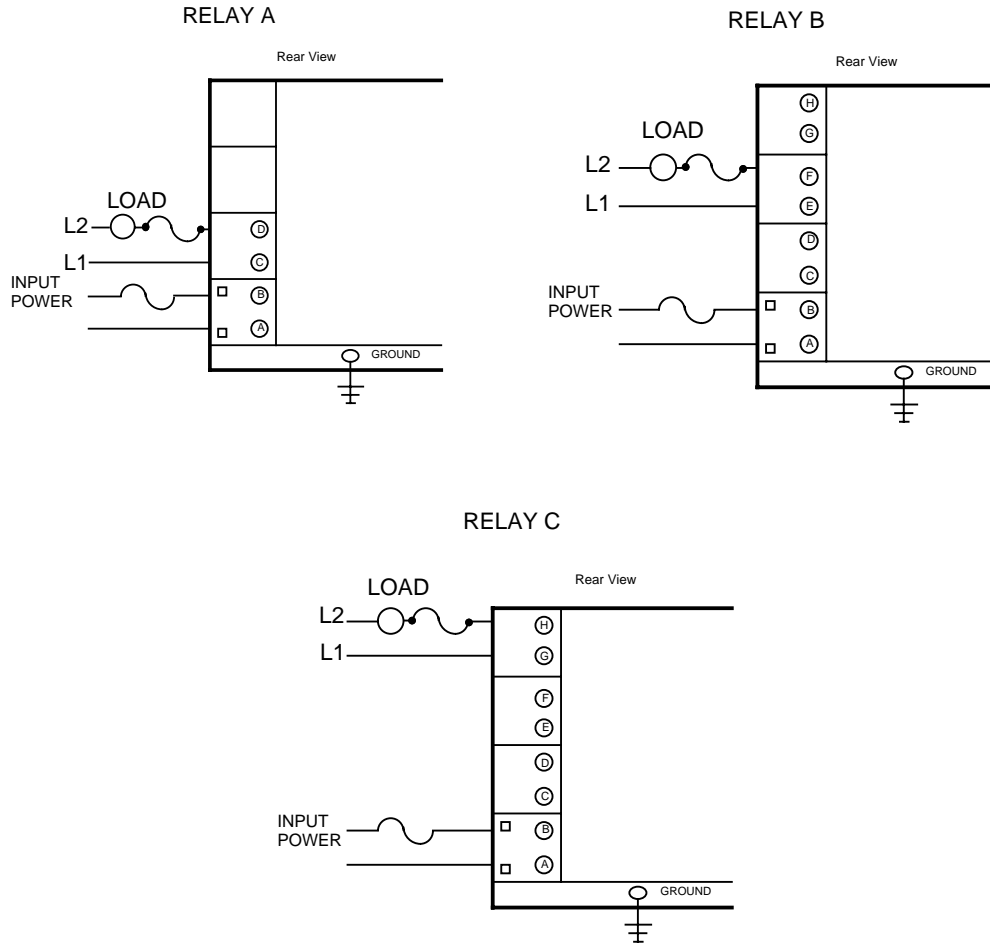 RELAY A
Rear View
LOAD
L2
L1
INPUT
POWER
D
C
B
A
GROUND
RELAY B
Rear View
LOAD
L2
L1
INPUT
POWER
H
G
F
E
D
C
B
A
GROUND
RELAY C
Rear View
LOAD
L2
L1
INPUT
POWER
H
G
F
E
D
C
B
A
GROUND